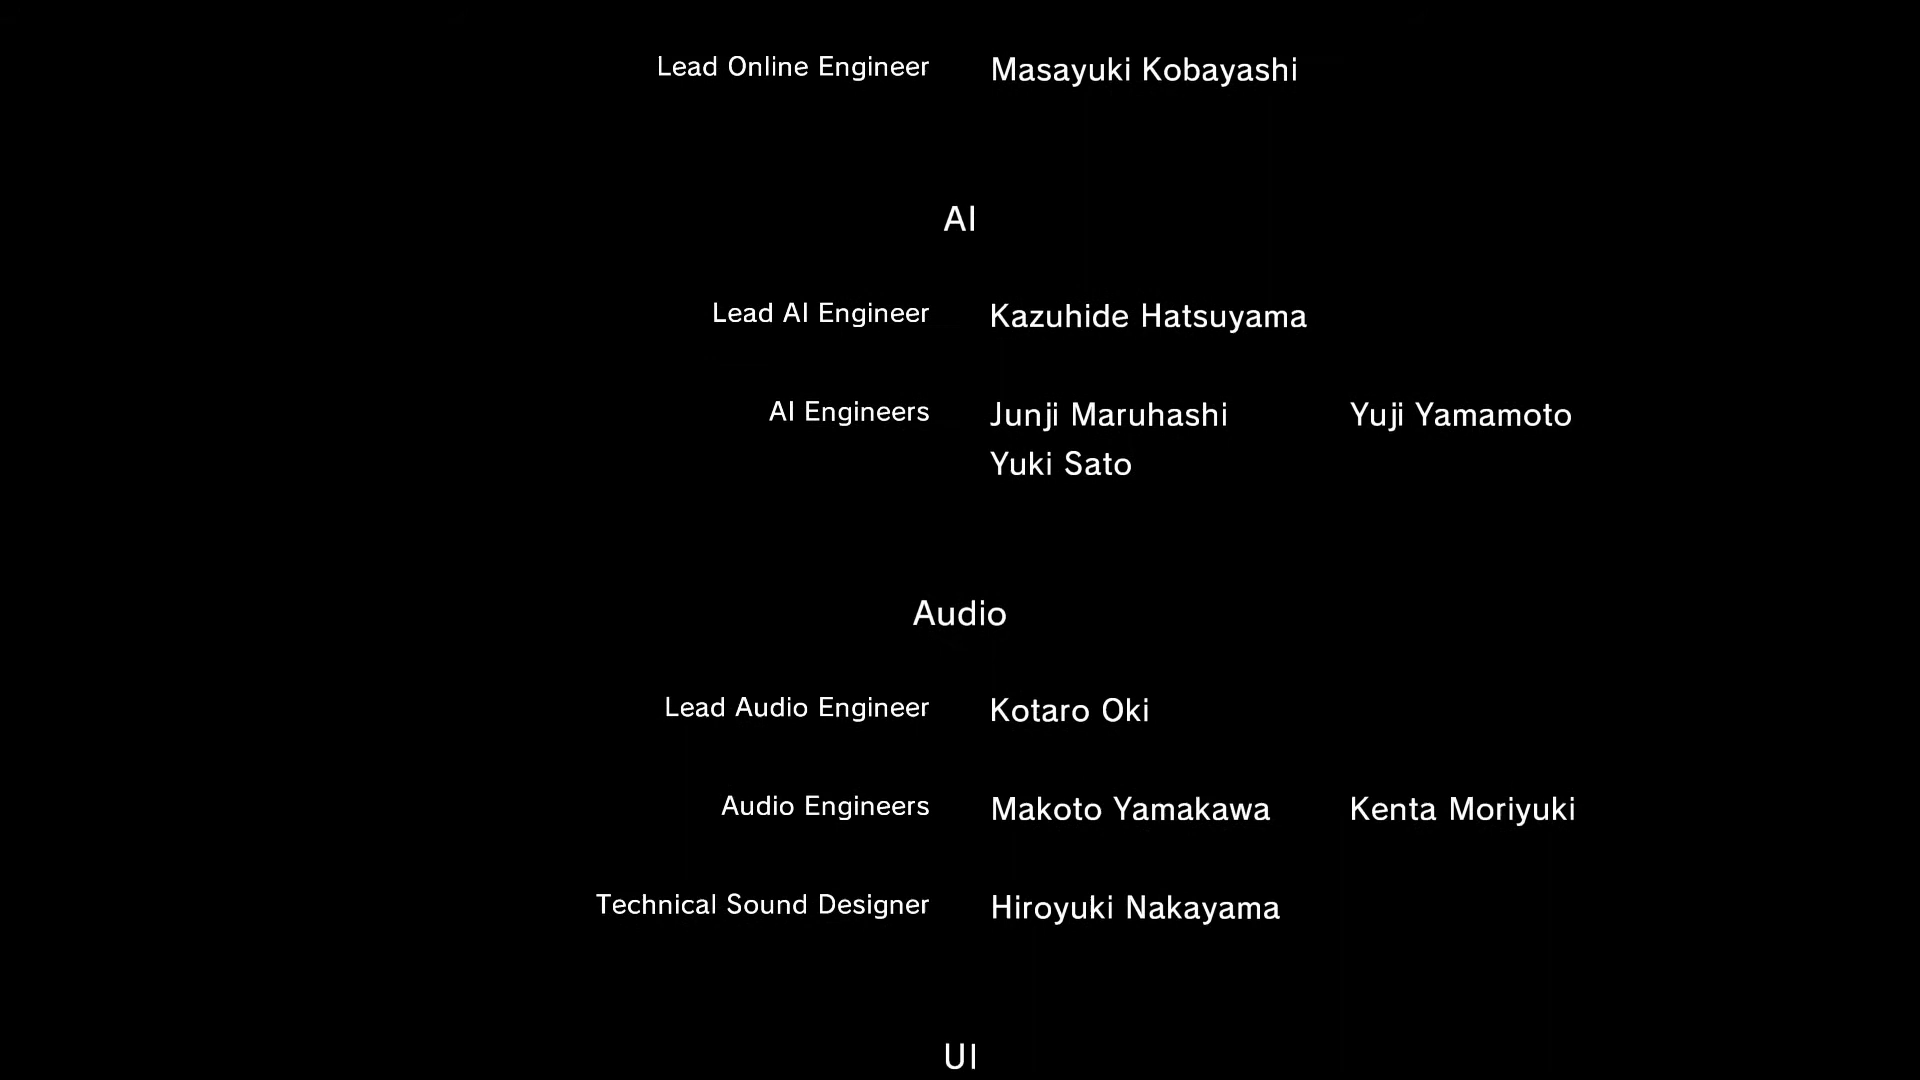 Lead Online Engineer Masayuki Kobayashi
AI
Lead AI Engineer Kazuhide Hatsuyama
AI Engineers Junji Maruhashi Yuji Yamamoto
Yuki Sato
Audio
Lead Audio Engineer Kotaro Oki
Audio Engineers Makoto Yamakawa Kenta Moriyuki
Technical Sound Designer Hiroyuki Nakayama
UI